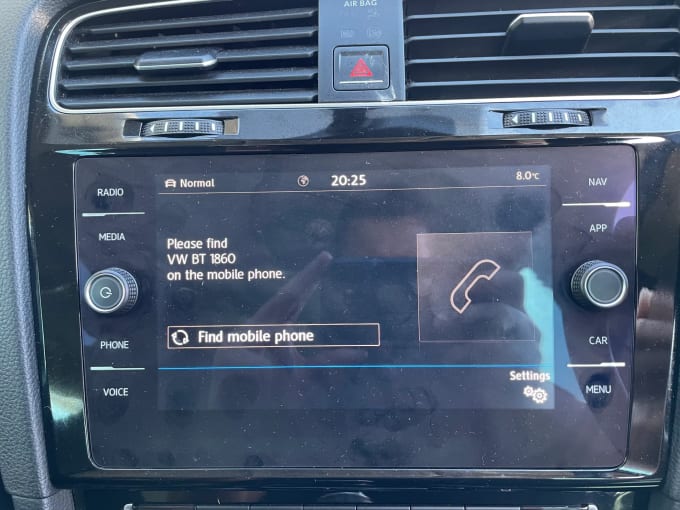 AIR BAG
RADIO
MEDIA
PHONE
VOICE
Normal
20:25
8.0°C
Please find
VW BT 1860
on the mobile phone.
Find mobile phone
Settings
NAV
APP
CAR
MENU